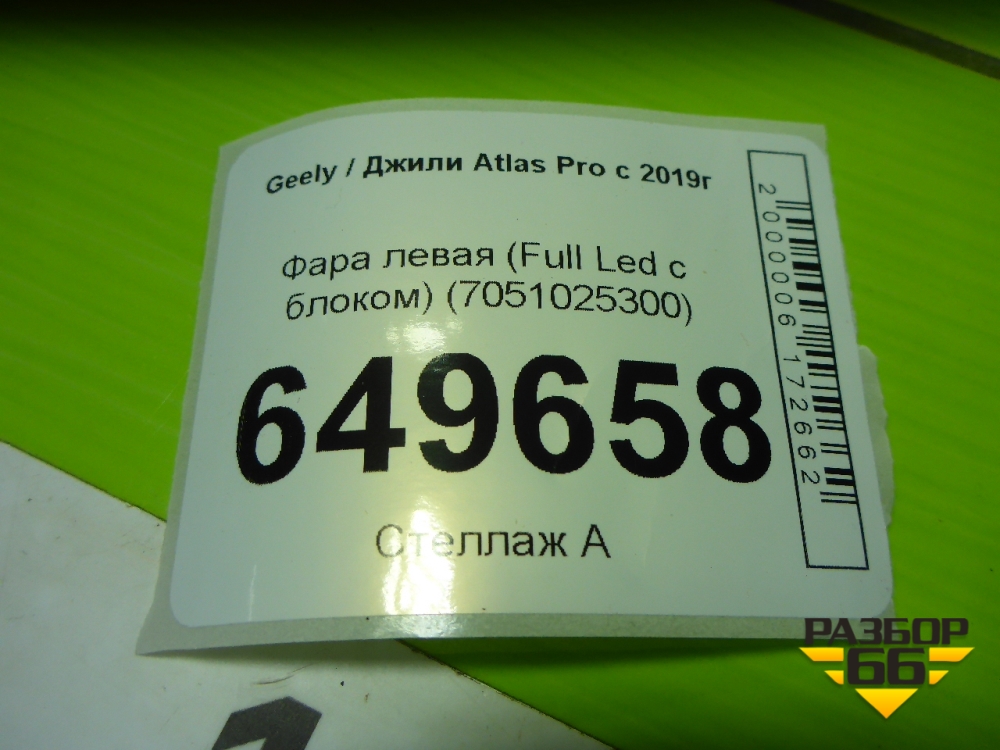 Geely / Джили Atlas Pro с 2019г
Фара левая (Full Led с
блоком) (7051025300)
649658
Стеллаж А
2000006172662
РАЗБОР
66